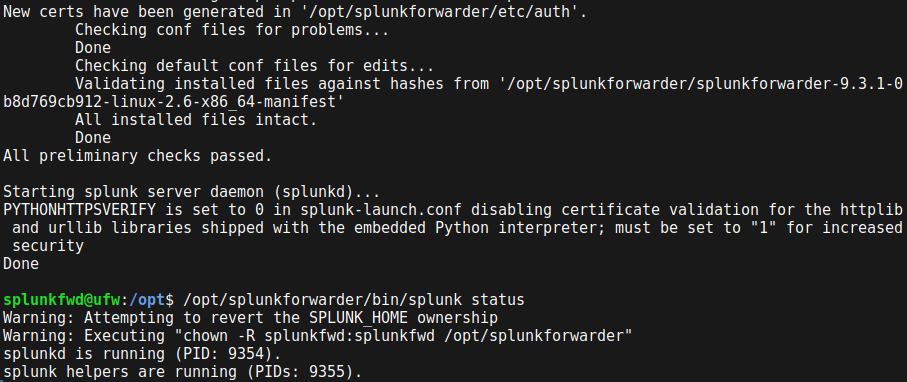 New certs have been generated in '/opt/splunkforwarder/etc/auth'.
        Checking conf files for problems...
        Done
        Checking default conf files for edits...
        Validating installed files against hashes from '/opt/splunkforwarder/splunkforwarder-9.3.1-0
b8d769cb912-linux-2.6-x86_64-manifest'
        All installed files intact.
        Done
All preliminary checks passed.

Starting splunk server daemon (splunkd)...
PYTHONHTTPSVERIFY is set to 0 in splunk-launch.conf disabling certificate validation for the httplib
 and urllib libraries shipped with the embedded Python interpreter; must be set to "1" for increased
 security
Done

splunkfwd@ufw:/opt$ /opt/splunkforwarder/bin/splunk status
Warning: Attempting to revert the SPLUNK_HOME ownership
Warning: Executing "chown -R splunkfwd:splunkfwd /opt/splunkforwarder"
splunkd is running (PID: 9354).
splunk helpers are running (PIDs: 9355).